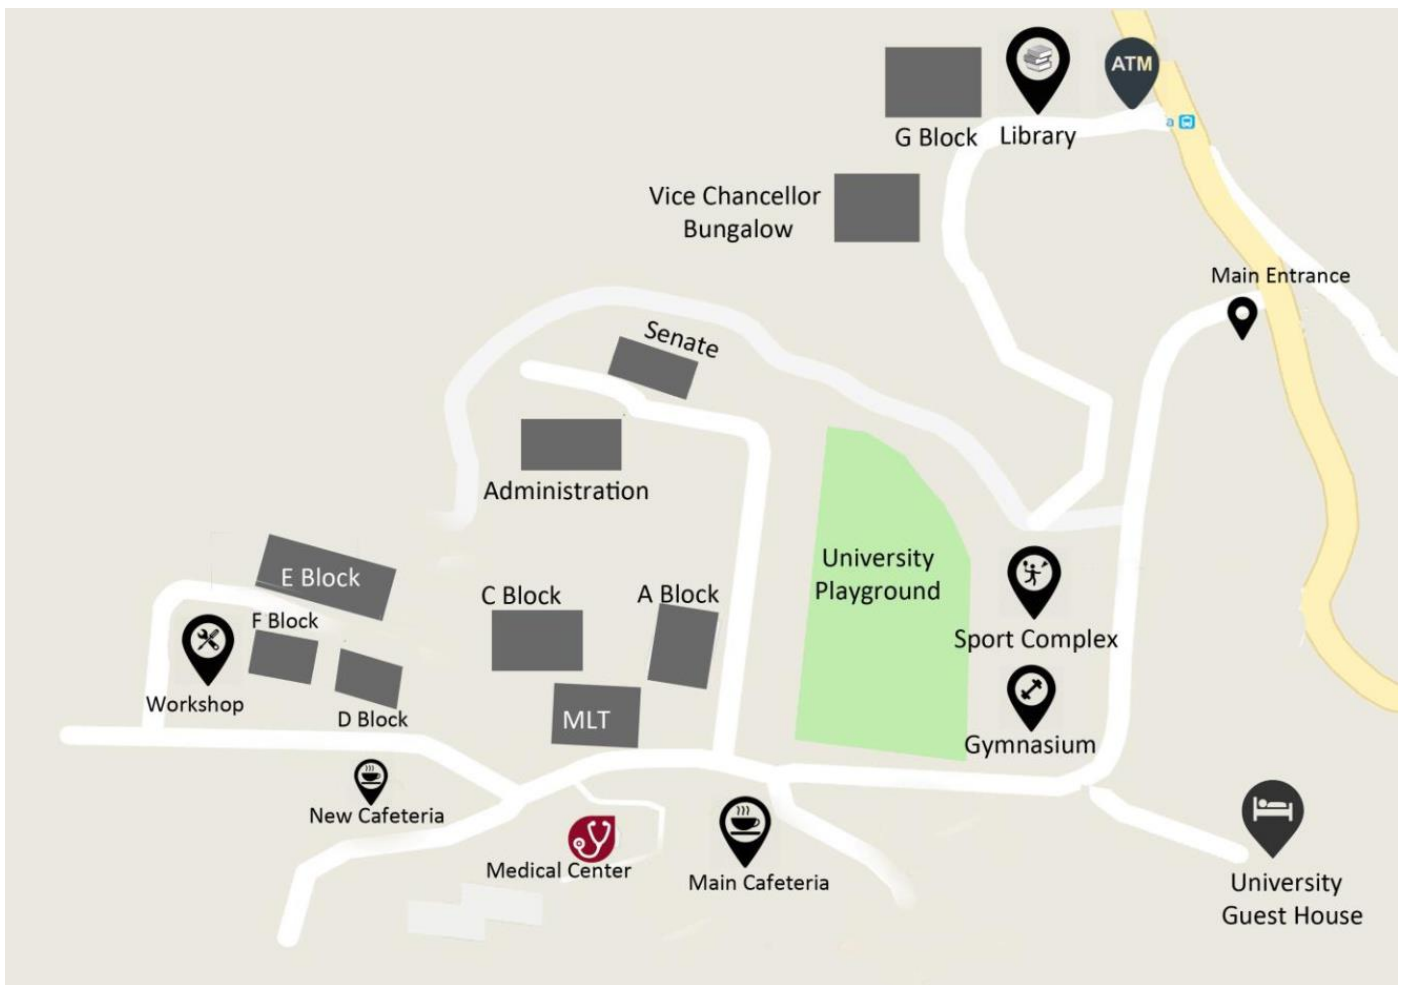 ATM
G Block
Library
a
Vice Chancellor
Bungalow
Main Entrance
Senate
Administration
E Block
University
Playground
C Block
A Block
F Block
Sport Complex
Workshop
D Block
MLT
Gymnasium
New Cafeteria
Medical Center
Main Cafeteria
University
Guest House